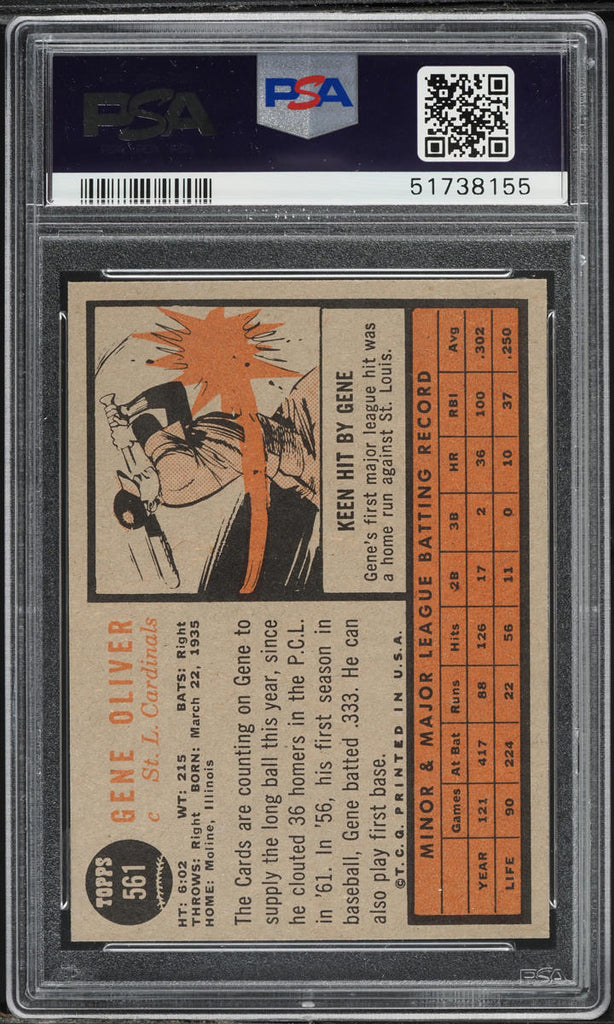 PSA
PSA
51738155
TOPPS
561
GENE OLIVER
c St. L. Cardinals
HT: 6:02 WT: 215 BATS: Right
THROWS: Right BORN: March 22, 1935
HOME: Moline, Illinois
The Cards are counting on Gene to
supply the long ball this year, since
he clouted 36 homers in the P.C.L.
in '61. In '56, his first season in
baseball, Gene batted .333. He can
also play first base.
©T.C.G. PRINTED IN U.S.A.
KEEN HIT BY GENE
Gene's first major league hit was
a home run against St. Louis.
MINOR & MAJOR LEAGUE BATTING RECORD
Games At Bat Runs Hits 2B 3B HR RBI Avg
YEAR 121 417 88 126 17 2 36 100 .302
LIFE 90 224 22 56 11 0 10 37 .250
PSA